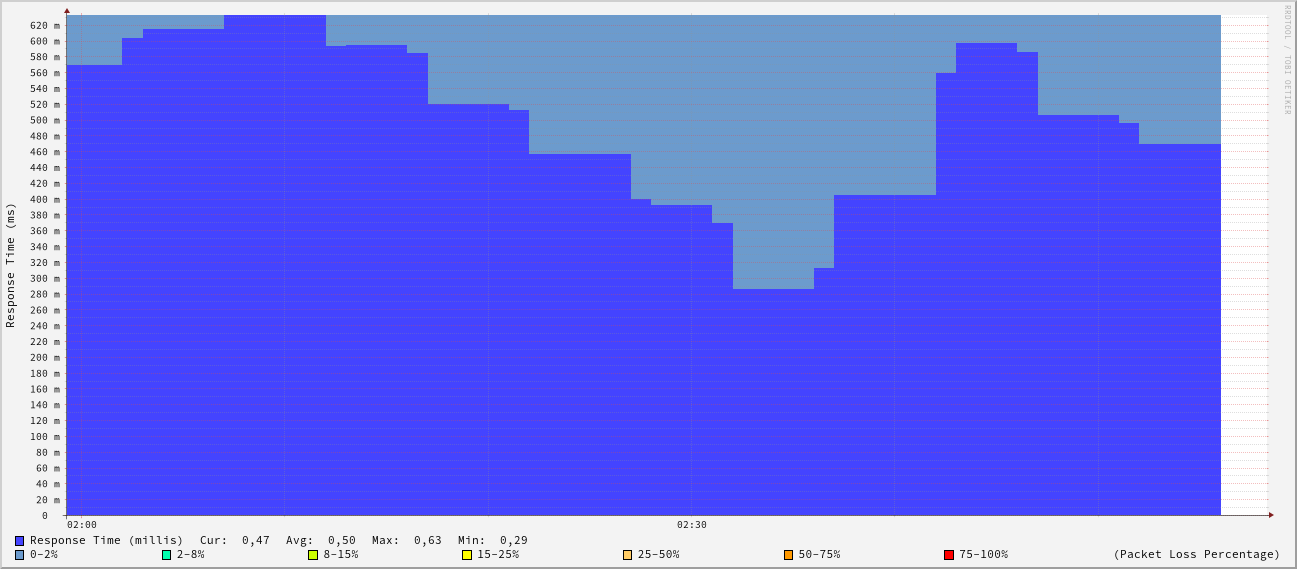 RRDTOOL / TOBI OETIKER
Response Time (ms)
620 m
600 m
580 m
560 m
540 m
520 m
500 m
480 m
460 m
440 m
420 m
400 m
380 m
360 m
340 m
320 m
300 m
280 m
260 m
240 m
220 m
200 m
180 m
160 m
140 m
120 m
100 m
80 m
60 m
40 m
20 m
0
02:00 02:30
Response Time (millis) Cur: 0,47 Avg: 0,50 Max: 0,63 Min: 0,29
0-2% 2-8% 8-15% 15-25% 25-50% 50-75% 75-100% (Packet Loss Percentage)